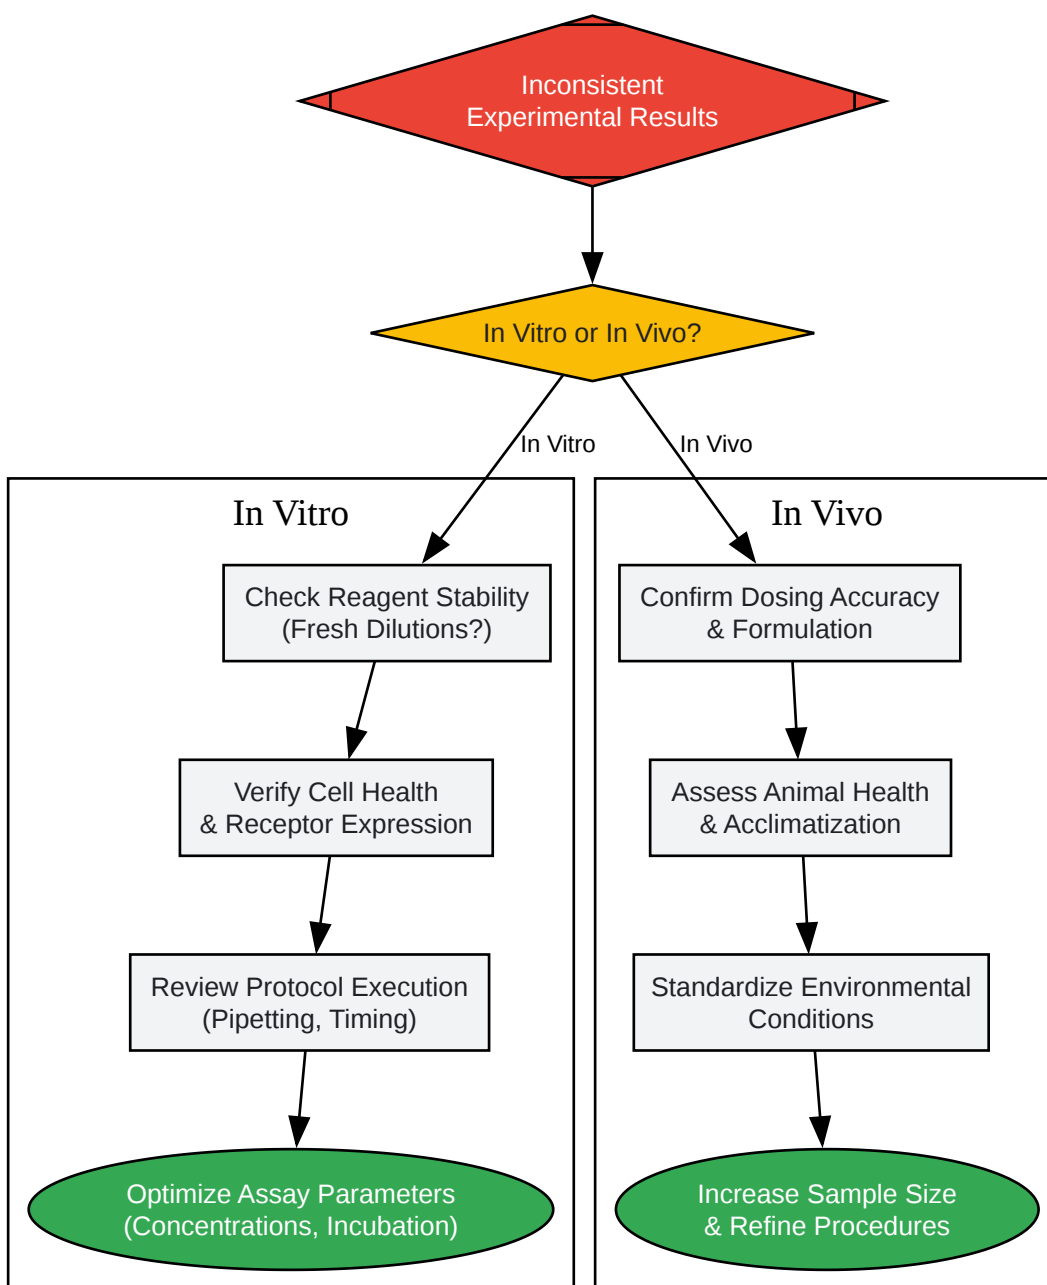 Inconsistent
Experimental Results
In Vitro or In Vivo?
In Vitro
In Vivo
In Vitro
Check Reagent Stability
(Fresh Dilutions?)
Verify Cell Health
& Receptor Expression
Review Protocol Execution
(Pipetting, Timing)
Optimize Assay Parameters
(Concentrations, Incubation)
In Vivo
Confirm Dosing Accuracy
& Formulation
Assess Animal Health
& Acclimatization
Standardize Environmental
Conditions
Increase Sample Size
& Refine Procedures